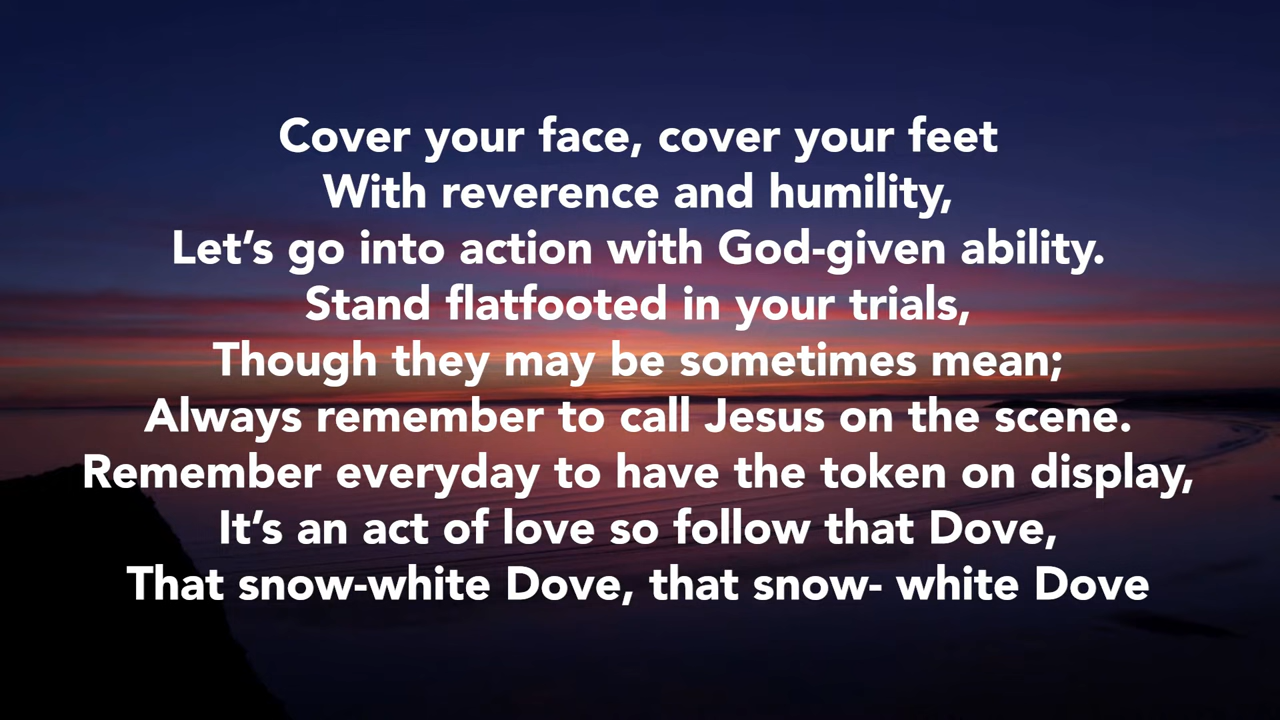 Cover your face, cover your feet
With reverence and humility,
Let’s go into action with God-given ability.
Stand flatfooted in your trials,
Though they may be sometimes mean;
Always remember to call Jesus on the scene.
Remember everyday to have the token on display,
It’s an act of love so follow that Dove,
That snow-white Dove, that snow- white Dove